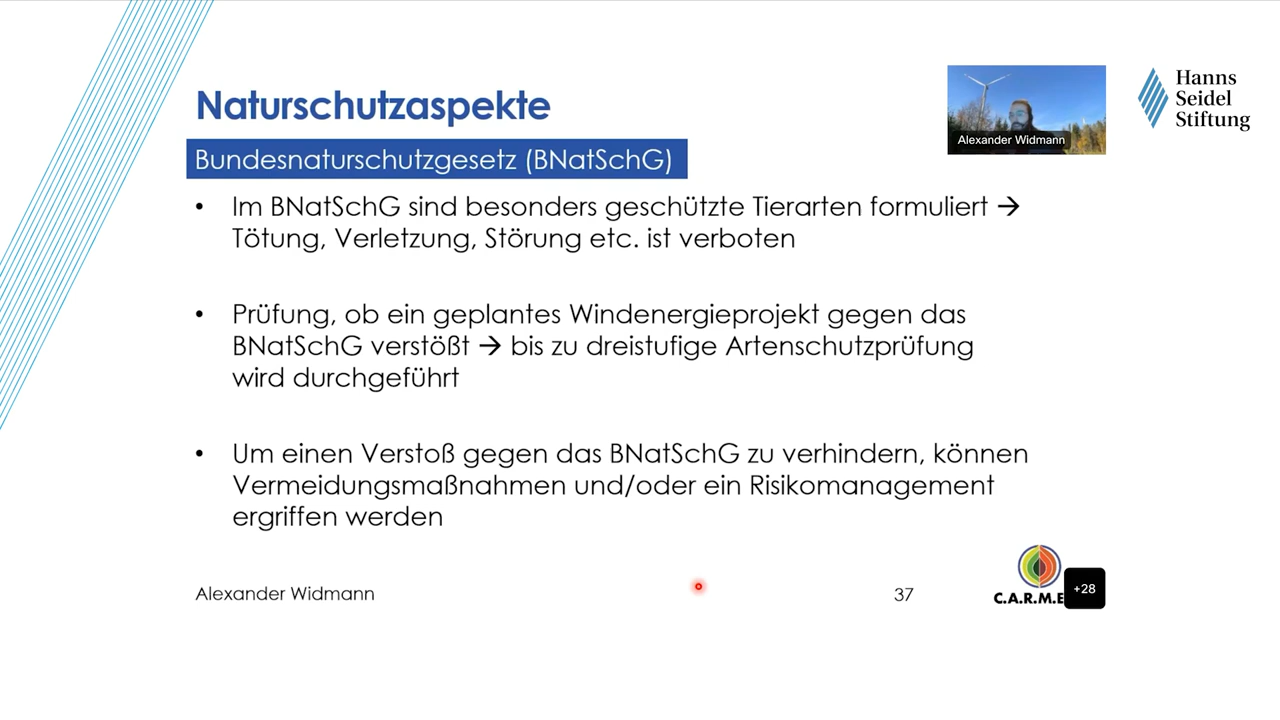 Naturschutzaspekte
Bundesnaturschutzgesetz (BNatSchG)
• Im BNatSchG sind besonders geschützte Tierarten formuliert →
Tötung, Verletzung, Störung etc. ist verboten
• Prüfung, ob ein geplantes Windenergieprojekt gegen das
BNatSchG verstößt → bis zu dreistufige Artenschutzprüfung
wird durchgeführt
• Um einen Verstoß gegen das BNatSchG zu verhindern, können
Vermeidungsmaßnahmen und/oder ein Risikomanagement
ergriffen werden
Alexander Widmann
37
C.A.R.M.E
+28
Alexander Widmann
Hanns
Seidel
Stiftung